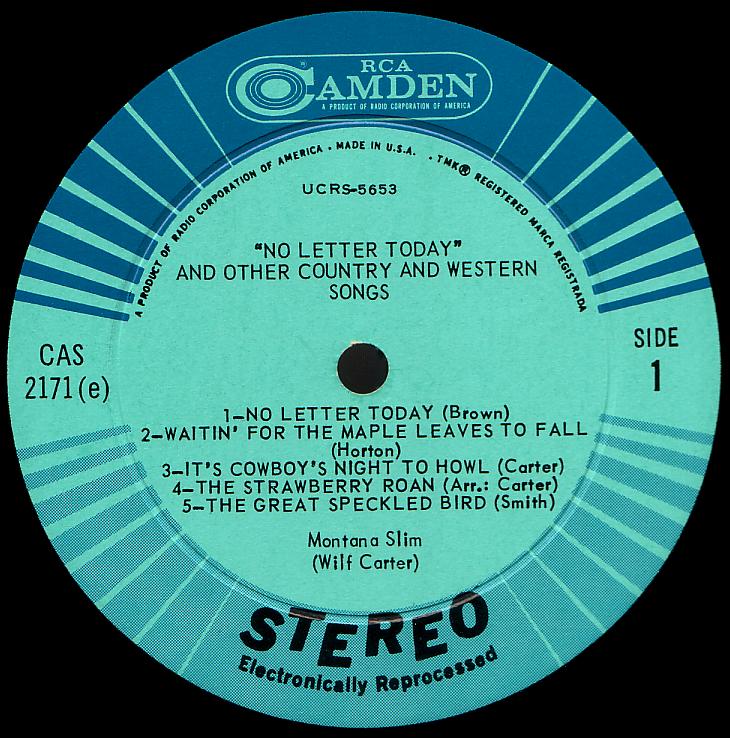 RCA
CAMDEN
A PRODUCT OF RADIO CORPORATION OF AMERICA
A PRODUCT OF RADIO CORPORATION OF AMERICA • MADE IN U.S.A. • TMK® REGISTERED MARCA REGISTRADA
UCRS-5653
"NO LETTER TODAY"
AND OTHER COUNTRY AND WESTERN
SONGS
CAS
2171 (e)
SIDE
1
1–NO LETTER TODAY (Brown)
2–WAITIN' FOR THE MAPLE LEAVES TO FALL
(Horton)
3–IT'S COWBOY'S NIGHT TO HOWL (Carter)
4–THE STRAWBERRY ROAN (Arr.: Carter)
5–THE GREAT SPECKLED BIRD (Smith)
Montana Slim
(Wilf Carter)
STEREO
Electronically Reprocessed